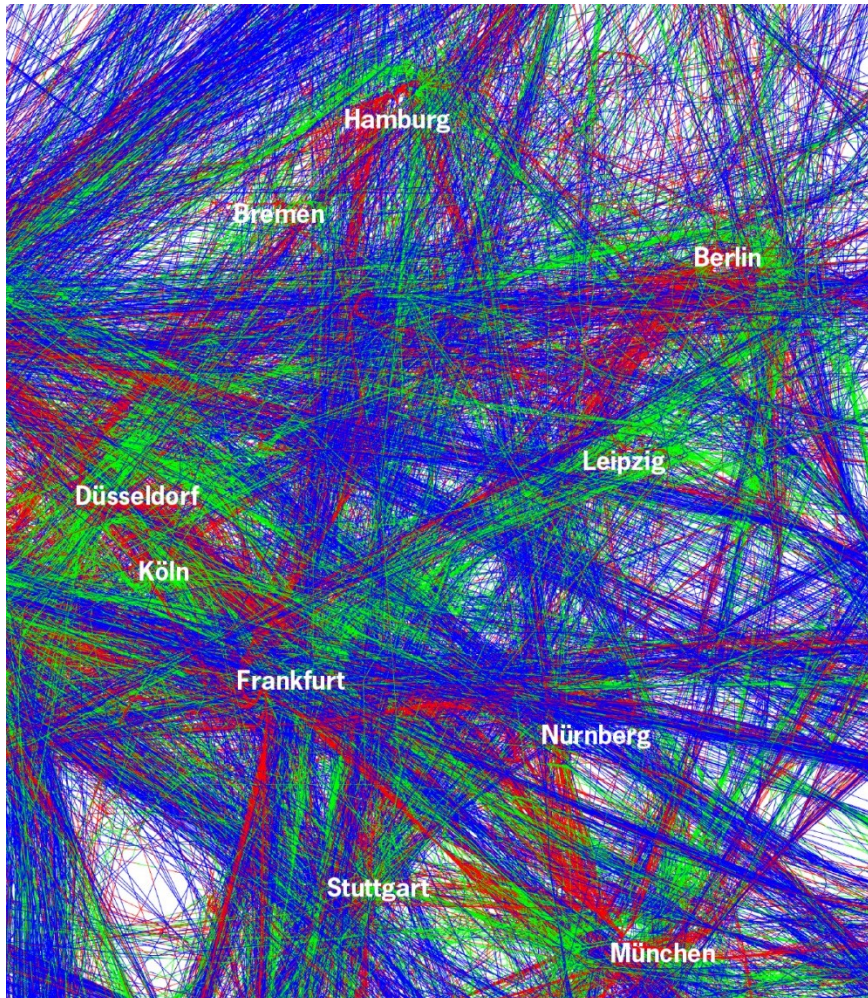 Hamburg
Bremen
Berlin
Leipzig
Düsseldorf
Köln
Frankfurt
Nürnberg
Stuttgart
München